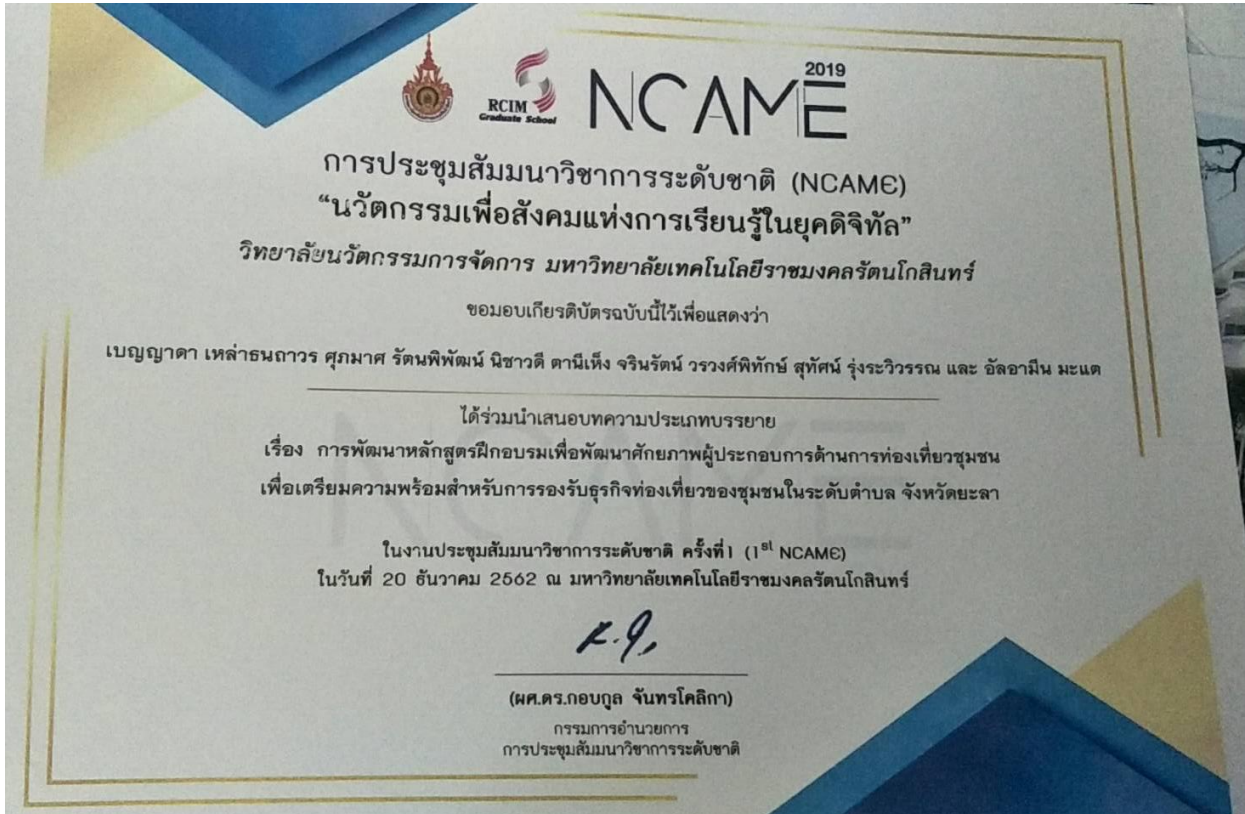 RCIM
Graduate School
NCAME 2019
การประชุมสัมมนาวิชาการระดับชาติ (NCAME)
“นวัตกรรมเพื่อสังคมแห่งการเรียนรู้ในยุคดิจิทัล”
วิทยาลัยนวัตกรรมการจัดการ มหาวิทยาลัยเทคโนโลยีราชมงคลรัตนโกสินทร์
ขอมอบเกียรติบัตรฉบับนี้ไว้เพื่อแสดงว่า
เบญญาดา เหล่าธนถาวร ศุภมาศ รัตนพิพัฒน์ นิซาวดี ตานีเห็ง จรินรัตน์ วรวงศ์พิทักษ์ สุทัศน์ รุ่งระวิวรรณ และ อัลอามีน มะแต
ได้ร่วมนำเสนอบทความประเภทบรรยาย
เรื่อง การพัฒนาหลักสูตรฝึกอบรมเพื่อพัฒนาศักยภาพผู้ประกอบการด้านการท่องเที่ยวชุมชน
เพื่อเตรียมความพร้อมสำหรับการรองรับธุรกิจท่องเที่ยวของชุมชนในระดับตำบล จังหวัดยะลา
NCAME
ในงานประชุมสัมมนาวิชาการระดับชาติ ครั้งที่1 (1st NCAME)
ในวันที่ 20 ธันวาคม 2562 ณ มหาวิทยาลัยเทคโนโลยีราชมงคลรัตนโกสินทร์
(ผศ.ดร.กอบกูล จันทรโคลิกา)
กรรมการอำนวยการ
การประชุมสัมมนาวิชาการระดับชาติ